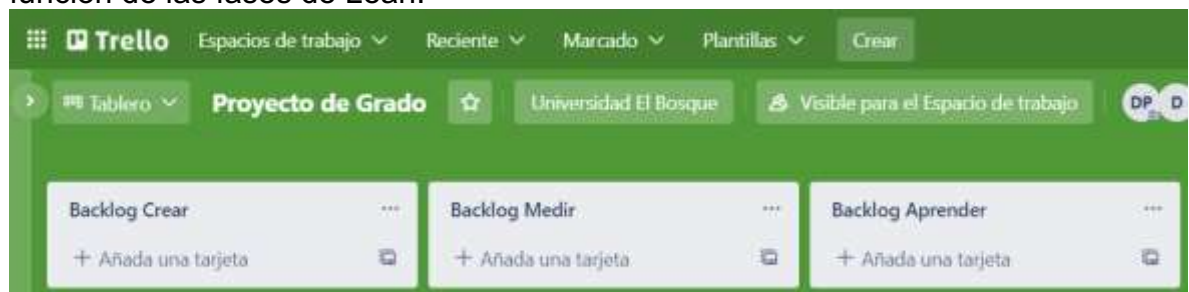 función de las fases de Lean.
Trello Espacios de trabajo Reciente Marcado Plantillas Crear
Tablero Proyecto de Grado Universidad El Bosque Visible para el Espacio de trabajo DP D
Backlog Crear ... Backlog Medir ... Backlog Aprender ...
+ Añada una tarjeta + Añada una tarjeta + Añada una tarjeta